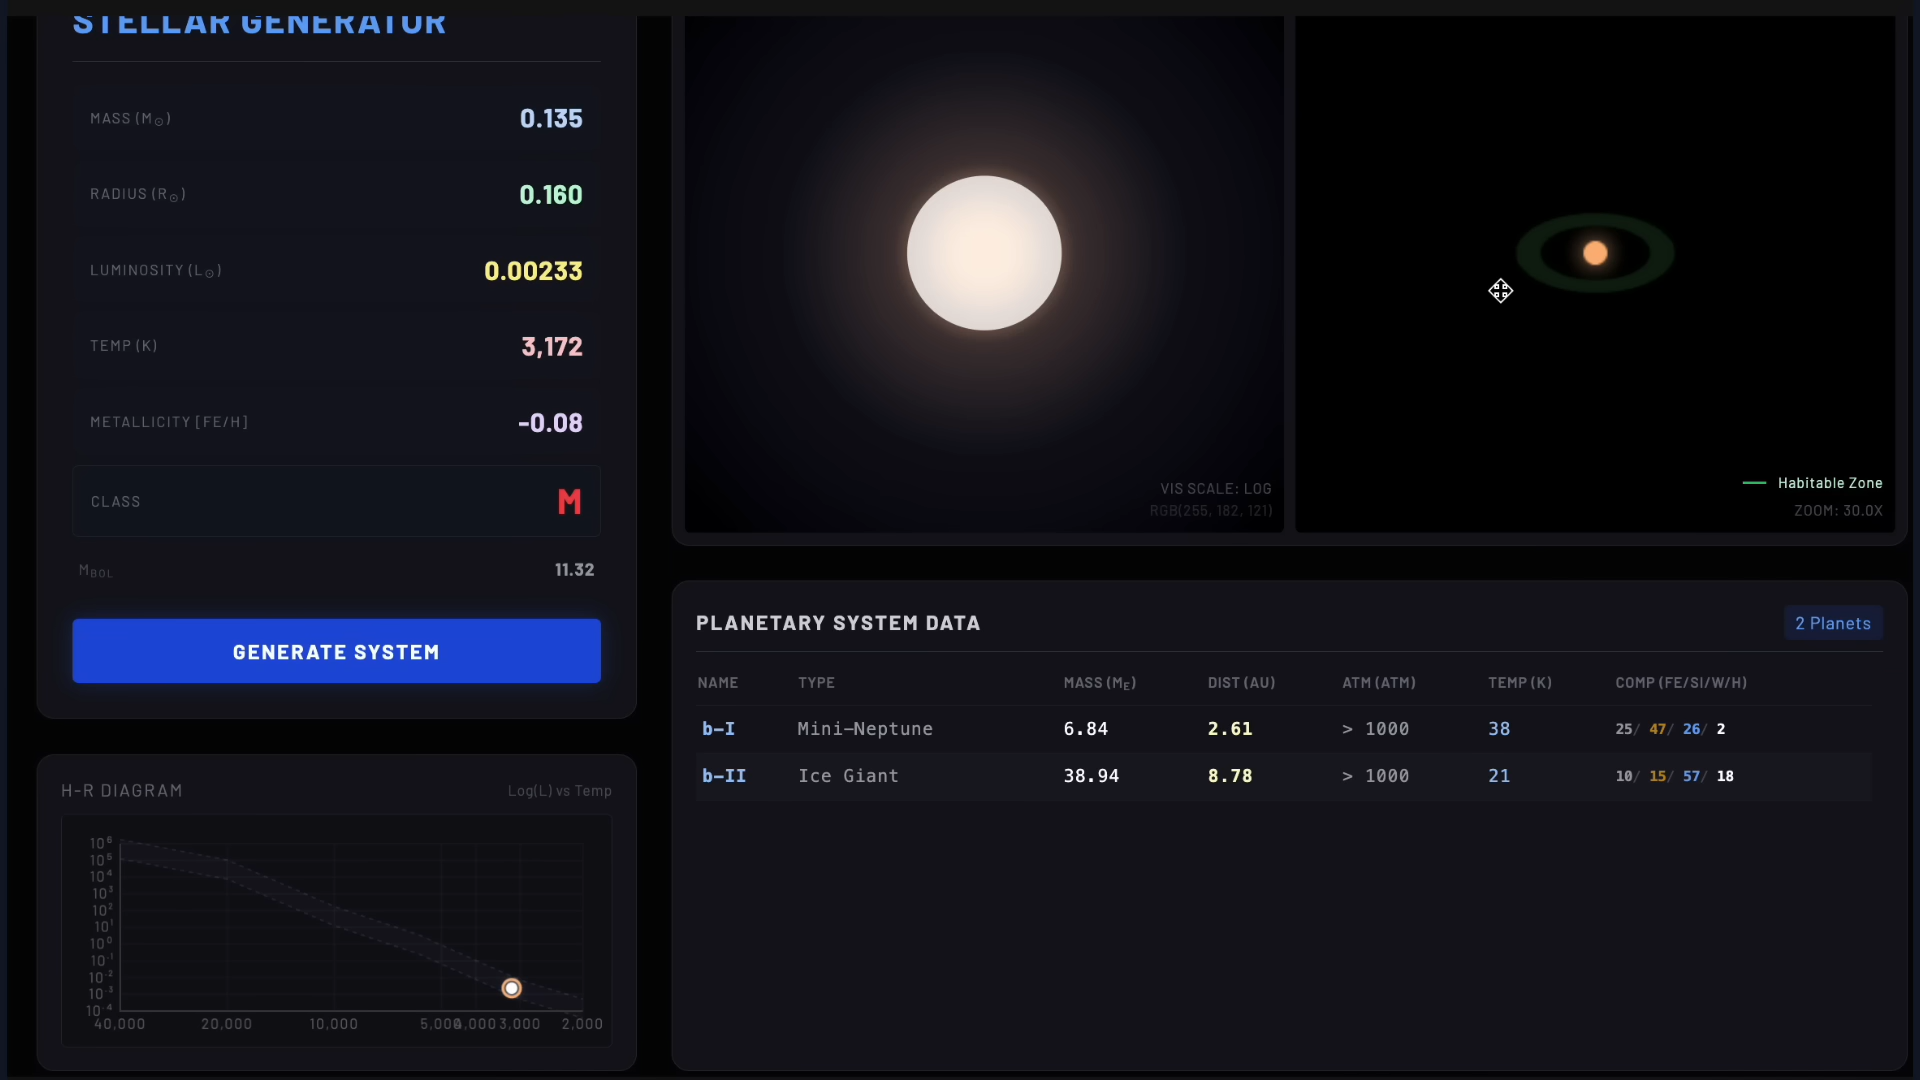 STELLAR GENERATOR
MASS (M☉) 0.135
RADIUS (R☉) 0.160
LUMINOSITY (L☉) 0.00233
TEMP (K) 3,172
METALLICITY [FE/H] -0.08
CLASS M
MBOL 11.32
GENERATE SYSTEM
H-R DIAGRAM Log(L) vs Temp
10⁶
10⁵
10⁴
10³
10²
10¹
10⁰
10⁻¹
10⁻²
10⁻³
10⁻⁴
40,000 20,000 10,000 5,000 4,000 3,000 2,000
VIS SCALE: LOG
RGB(255, 182, 121)
Habitable Zone
ZOOM: 30.0X
PLANETARY SYSTEM DATA 2 Planets
NAME TYPE MASS (ME) DIST (AU) ATM (ATM) TEMP (K) COMP (FE/SI/W/H)
b-I Mini-Neptune 6.84 2.61 > 1000 38 25/ 47/ 26/ 2
b-II Ice Giant 38.94 8.78 > 1000 21 10/ 15/ 57/ 18